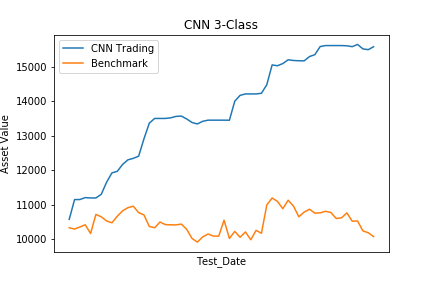 CNN 3-Class
CNN Trading
Benchmark
15000
14000
13000
12000
11000
10000
Asset Value
Test_Date